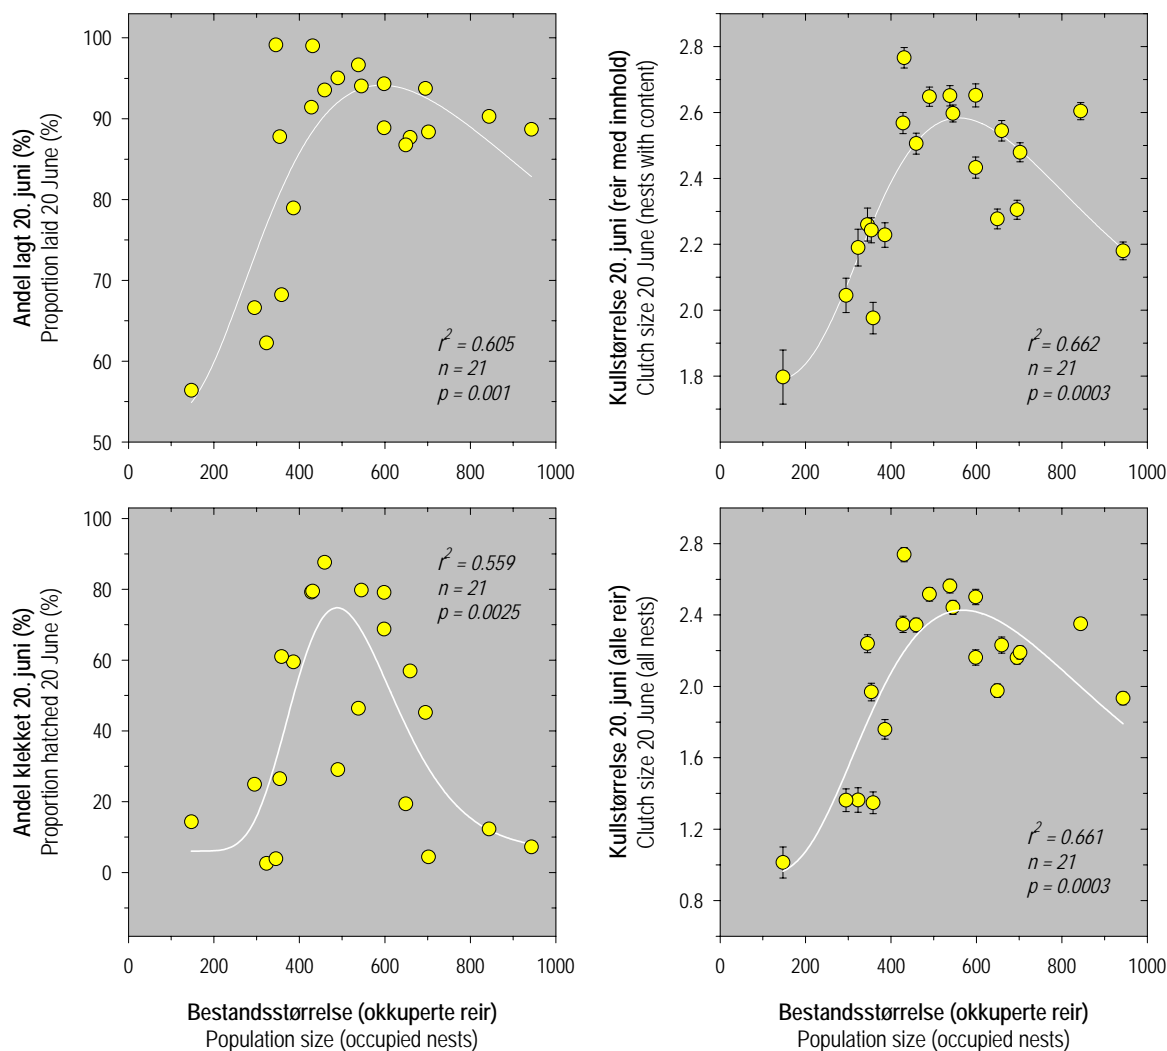 Andel lagt 20. juni (%)
Proportion laid 20 June (%)
100
90
80
70
60
50
r² = 0.605
n = 21
p = 0.001
0 200 400 600 800 1000
Kullstørrelse 20. juni (reir med innhold)
Clutch size 20 June (nests with content)
2.8
2.6
2.4
2.2
2.0
1.8
r² = 0.662
n = 21
p = 0.0003
0 200 400 600 800 1000
Andel klekket 20. juni (%)
Proportion hatched 20 June (%)
100
80
60
40
20
0
r² = 0.559
n = 21
p = 0.0025
0 200 400 600 800 1000
Bestandsstørrelse (okkuperte reir)
Population size (occupied nests)
Kullstørrelse 20. juni (alle reir)
Clutch size 20 June (all nests)
2.8
2.4
2.0
1.6
1.2
0.8
r² = 0.661
n = 21
p = 0.0003
0 200 400 600 800 1000
Bestandsstørrelse (okkuperte reir)
Population size (occupied nests)